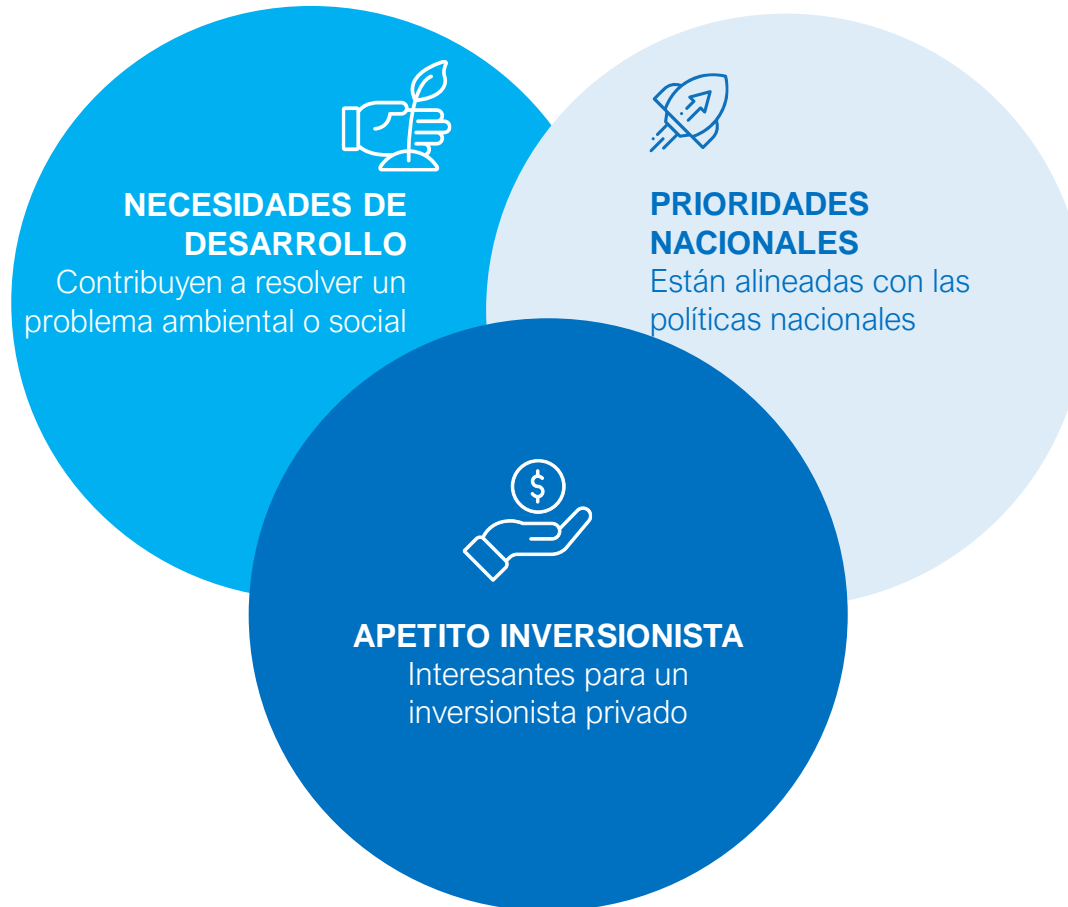 NECESIDADES DE
DESARROLLO
Contribuyen a resolver un
problema ambiental o social
PRIORIDADES
NACIONALES
Están alineadas con las
políticas nacionales
$
APETITO INVERSIONISTA
Interesantes para un
inversionista privado